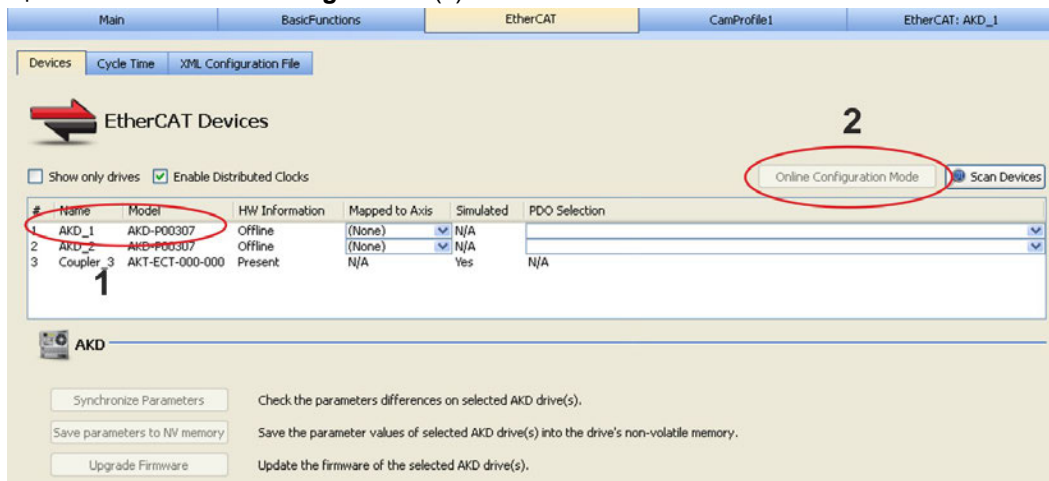 Main BasicFunctions EtherCAT CamProfile1 EtherCAT: AKD_1
Devices Cycle Time XML Configuration File
EtherCAT Devices
2
Show only drives Enable Distributed Clocks Online Configuration Mode Scan Devices
# Name Model HW Information Mapped to Axis Simulated PDO Selection
1 AKD_1 AKD-P00307 Offline (None) N/A
2 AKD_2 AKD-P00307 Offline (None) N/A
3 Coupler_3 AKT-ECT-000-000 Present N/A Yes N/A
1
AKD
Synchronize Parameters Check the parameters differences on selected AKD drive(s).
Save parameters to NV memory Save the parameter values of selected AKD drive(s) into the drive's non-volatile memory.
Upgrade Firmware Update the firmware of the selected AKD drive(s).